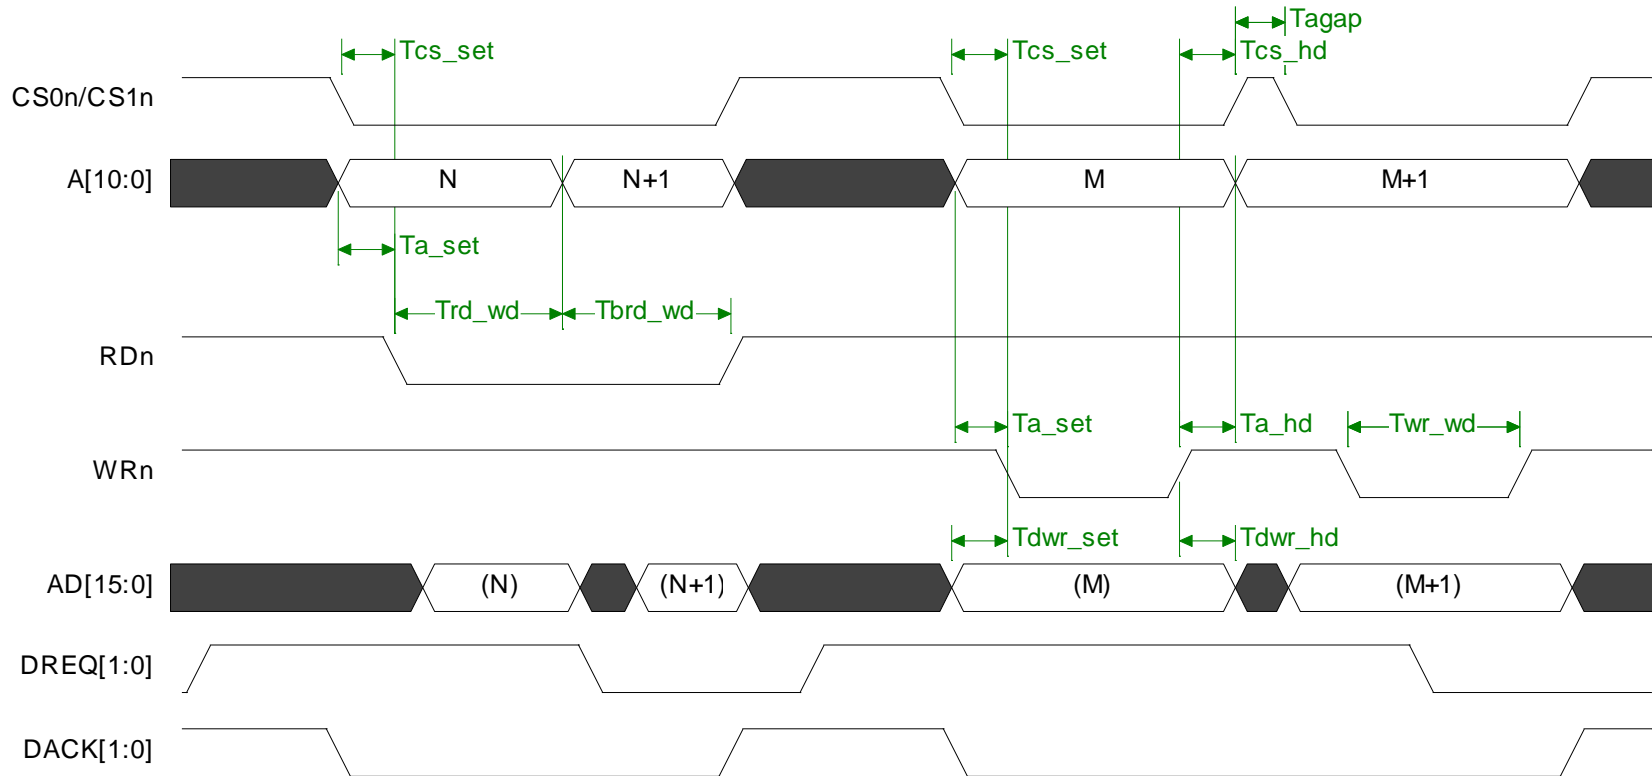 Tagap
Tcs_set Tcs_set Tcs_hd
CS0n/CS1n
A[10:0] N N+1 M M+1
Ta_set
Trd_wd Tbrd_wd
RDn
Ta_set Ta_hd Twr_wd
WRn
Tdwr_set Tdwr_hd
AD[15:0] (N) (N+1) (M) (M+1)
DREQ[1:0]
DACK[1:0]